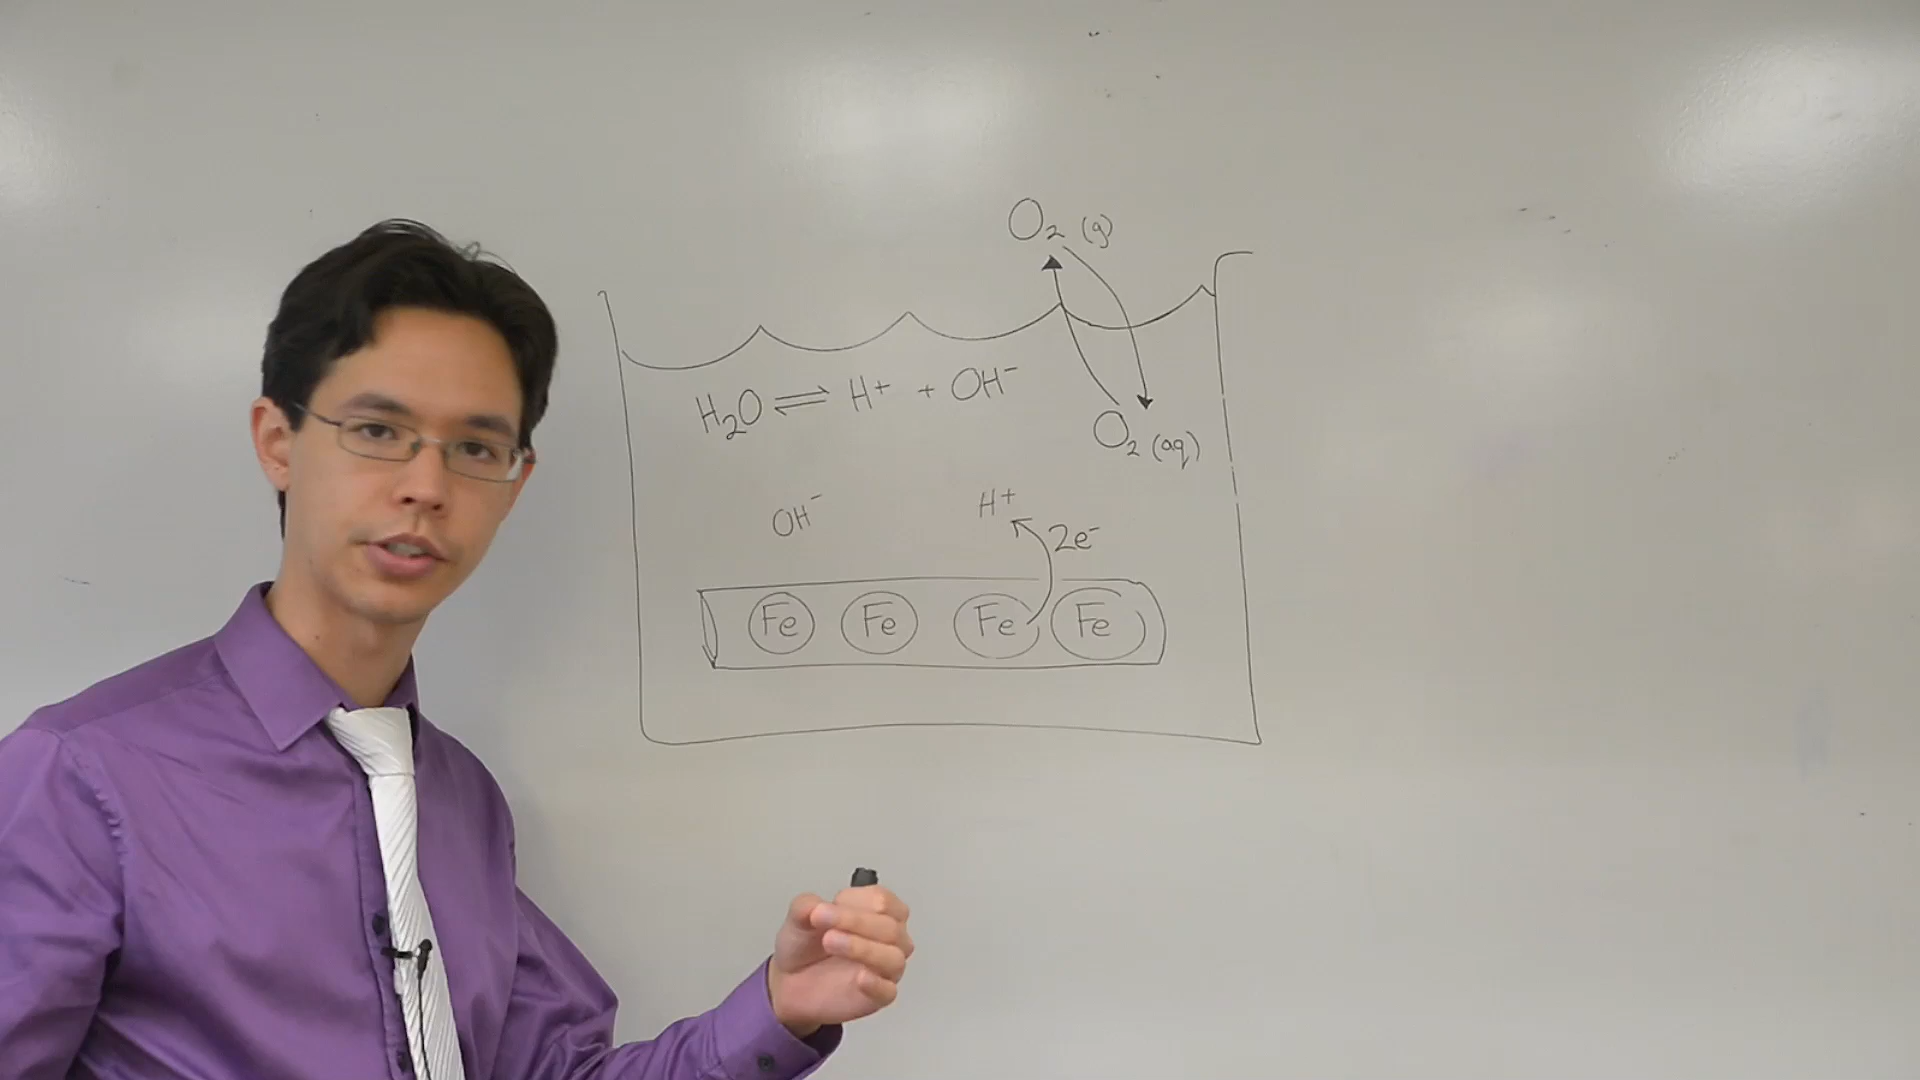 O₂ (g)
H₂O ⇌ H⁺ + OH⁻
O₂ (aq)
OH⁻
H⁺
2e⁻
Fe Fe Fe Fe